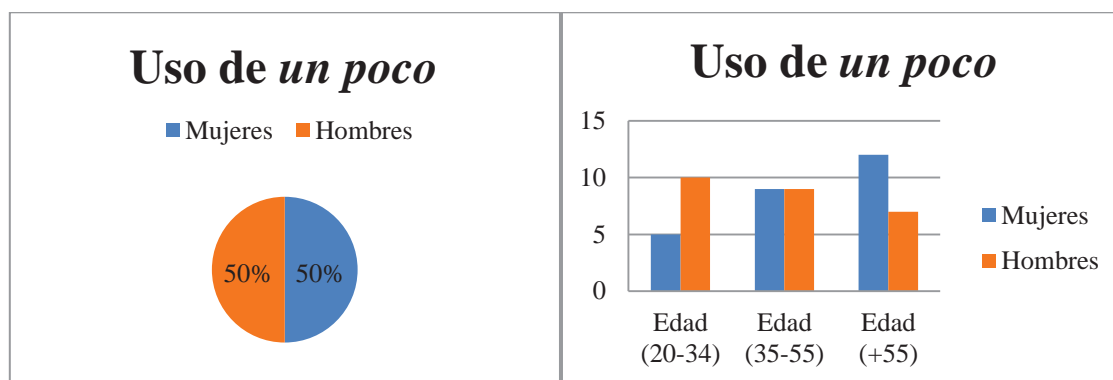 Uso de un poco
Mujeres Hombres
50% 50%
Uso de un poco
15
10
5
0
Edad (20-34)
Edad (35-55)
Edad (+55)
Mujeres
Hombres